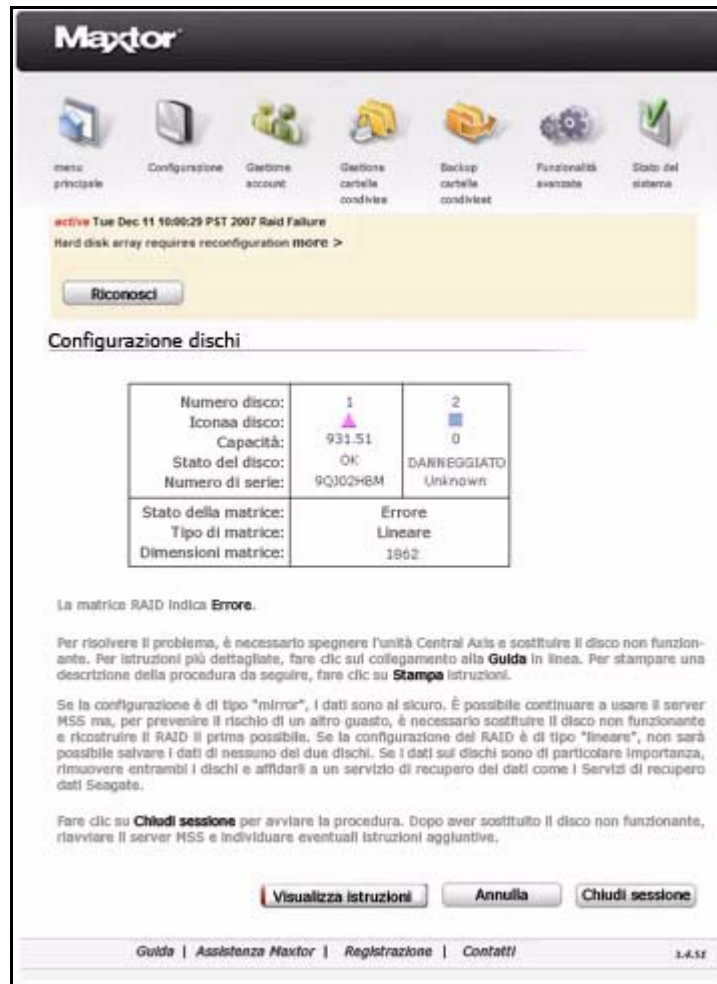 Maxtor
menu principale
Configurazione
Gestione account
Gestione cartelle condivise
Backup cartelle condiviset
Funzionalità avanzate
Stato del sistema
active Tue Dec 11 10:00:29 PST 2007 Raid Failure
Hard disk array requires reconfiguration more >
Riconosci
Configurazione dischi
Numero disco: 1 2
Iconaa disco:
Capacità: 931.51 0
Stato del disco: OK DANNEGGIATO
Numero di serie: 9QJ02HBM Unknown
Stato della matrice: Errore
Tipo di matrice: Lineare
Dimensioni matrice: 1862
La matrice RAID indica Errore.
Per risolvere il problema, è necessario spegnere l'unità Central Axis e sostituire il disco non funzion-
ante. Per istruzioni più dettagliate, fare clic sul collegamento alla Guida in linea. Per stampare una
descrizione della procedura da seguire, fare clic su Stampa istruzioni.
Se la configurazione è di tipo "mirror", i dati sono al sicuro. È possibile continuare a usare il server
MSS ma, per prevenire il rischio di un altro guasto, è necessario sostituire il disco non funzionante
e ricostruire il RAID il prima possibile. Se la configurazione del RAID è di tipo "lineare", non sarà
possibile salvare i dati di nessuno dei due dischi. Se i dati sui dischi sono di particolare importanza,
rimuovere entrambi i dischi e affidarli a un servizio di recupero dei dati come i Servizi di recupero
dati Seagate.
Fare clic su Chiudi sessione per avviare la procedura. Dopo aver sostituito il disco non funzionante,
riavviare il server MSS e individuare eventuali istruzioni aggiuntive.
Visualizza istruzioni Annulla Chiudi sessione
Guida | Assistenza Maxtor | Registrazione | Contatti 3.4.51